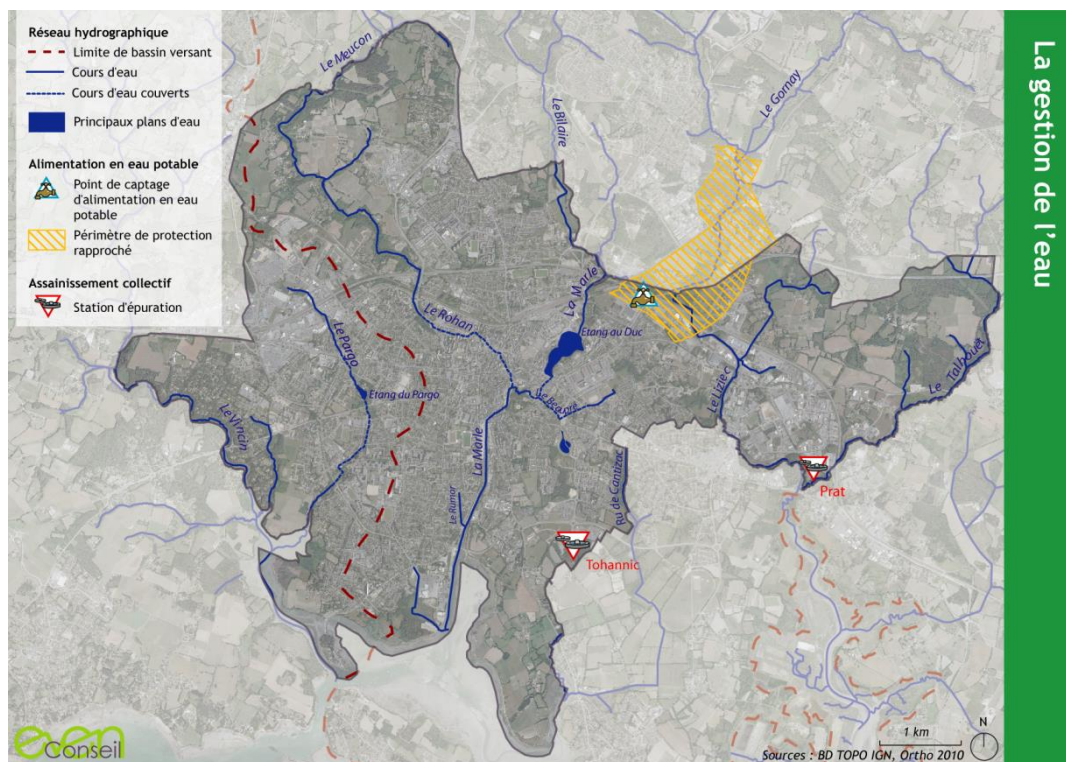 La gestion de l'eau
Réseau hydrographique
Limite de bassin versant
Cours d'eau
Cours d'eau couverts
Principaux plans d'eau
Alimentation en eau potable
Point de captage
d'alimentation en eau
potable
Périmètre de protection
rapproché
Assainissement collectif
Station d'épuration
Le Meucon
Le Bilaire
Le Gornay
La Marle
Etang au Duc
Le Rohan
Le Pargo
Etang du Pargo
Le Beaupré
Le Liziec
Le Talhouët
Le Vincin
La Marle
Le Rumor
Ru de Cantizac
Prat
Tohannic
N
1 km
even
Conseil
Sources : BD TOPO IGN, Ortho 2010